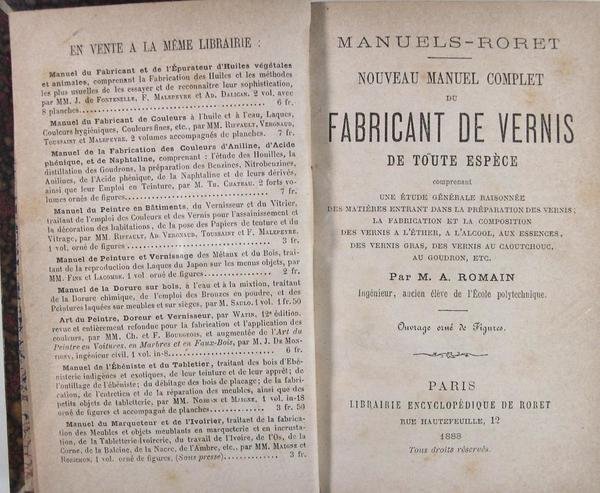 EN VENTE A LA MÊME LIBRAIRIE :
Manuel du Fabricant et de l'Épurateur d'Huiles végétales
et animales, comprenant la Fabrication des Huiles et les méthodes
les plus usuelles de les essayer et de reconnaître leur sophistication,
par MM. J. de Fontenelle, F. Malepeyre et Ad. Dalican. 2 vol. avec
8 planches. 6 fr.
Manuel du Fabricant de Couleurs à l'huile et à l'eau, Laques,
Couleurs hygiéniques, Couleurs fines, etc., par MM. Riffault, Vergnaud,
Toussaint et Malepeyre. 2 volumes accompagnés de planches. 7 fr.
Manuel de la Fabrication des Couleurs d'Aniline, d'Acide
phénique, et de Naphtaline, comprenant : l'étude des Houilles, la
distillation des Goudrons, la préparation des Benzines, Nitrobenzines,
Anilines, de l'Acide phénique, de la Naphtaline et de leurs dérivés,
ainsi que leur Emploi en Teinture, par M. Th. Chateau. 2 forts vo-
lumes ornés de figures. 7 fr.
Manuel du Peintre en Bâtiments, du Vernisseur et du Vitrier,
traitant de l'emploi des Couleurs et des Vernis pour l'assainissement et
la décoration des habitations, de la pose des Papiers de tenture et du
Vitrage, par MM. Riffault, Ad. Vergnaud, Toussaint et F. Malepeyre.
1 vol. orné de figures 3 fr.
Manuel de Peinture et Vernissage des Métaux et du Bois, trai-
tant de la reproduction des Laques du Japon sur les menus objets, par
MM. Fink et Lacombe. 1 vol. orné de figures 2 fr.
Manuel de la Dorure sur bois, à l'eau et à la mixtion, traitant
de la Dorure chimique, de l'emploi des Bronzes en poudre, et des
Peintures laquées sur meubles et sur sièges, par M. Saulo. 1 vol. 1 fr. 50
Art du Peintre, Doreur et Vernisseur, par Watin, 12e édition,
revue et entièrement refondue pour la fabrication et l'application des
couleurs, par MM. Ch. et F. Bourgeois, et augmentée de l'Art du
Peintre en Voitures, en Marbres et en Faux-Bois, par M. J. De Mon-
tigny, ingénieur civil. 1 vol. in-8 6 fr.
Manuel de l'Ébéniste et du Tabletier, traitant des bois d'Ébé-
nisterie indigènes et exotiques, de leur teinture et de leur apprêt; de
l'outillage de l'Ébéniste; du débitage des bois de placage; de la fabri-
cation, de l'entretien et de la réparation des meubles, ainsi que des
petits objets de tabletterie, par MM. Nosban et Maigne. 1 vol. in-18
orné de figures et accompagné de planches 3 fr. 50
Manuel du Marqueteur et de l'Ivoirier, traitant de la fabrica-
tion des Meubles et objets meublants en marqueterie et en incrusta-
tion, de la Tabletterie-Ivoirerie, du travail de l'Ivoire, de l'Os, de la
Corne, de la Baleine, de la Nacre, de l'Ambre, etc., par MM. Maigne et
Robichon. 1 vol. orné de figures. (Sous presse) 3 fr.
MANUELS-RORET
NOUVEAU MANUEL COMPLET
DU
FABRICANT DE VERNIS
DE TOUTE ESPÈCE
comprenant
UNE ÉTUDE GÉNÉRALE RAISONNÉE
DES MATIÈRES ENTRANT DANS LA PRÉPARATION DES VERNIS;
LA FABRICATION ET LA COMPOSITION
DES VERNIS A L'ÉTHER, A L'ALCOOL, AUX ESSENCES,
DES VERNIS GRAS, DES VERNIS AU CAOUTCHOUC,
AU GOUDRON, ETC.
Par M. A. ROMAIN
Ingénieur, ancien élève de l'École polytechnique.
Ouvrage orné de Figures.
PARIS
LIBRAIRIE ENCYCLOPÉDIQUE DE RORET
RUE HAUTEFEUILLE, 12
1888
Tous droits réservés.